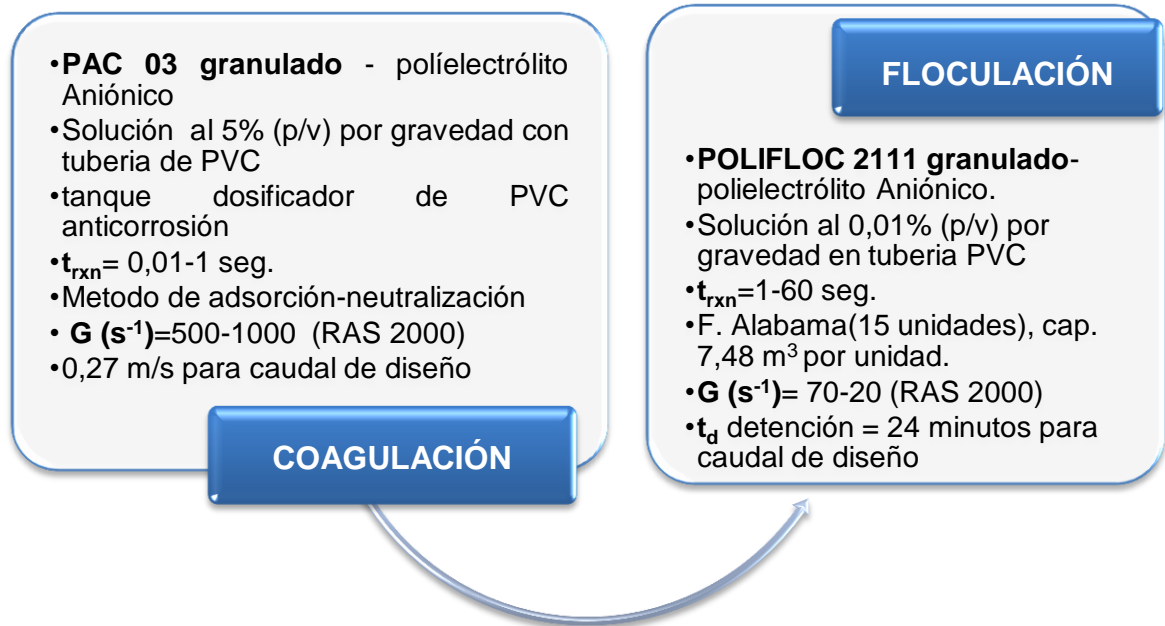 •PAC 03 granulado - políelectrólito
Aniónico
•Solución al 5% (p/v) por gravedad con
tuberia de PVC
•tanque dosificador de PVC
anticorrosión
•t_rxn= 0,01-1 seg.
•Metodo de adsorción-neutralización
• G (s⁻¹)=500-1000 (RAS 2000)
•0,27 m/s para caudal de diseño
COAGULACIÓN
FLOCULACIÓN
•POLIFLOC 2111 granulado-
polielectrólito Aniónico.
•Solución al 0,01% (p/v) por
gravedad en tuberia PVC
•t_rxn=1-60 seg.
•F. Alabama(15 unidades), cap.
7,48 m³ por unidad.
•G (s⁻¹)= 70-20 (RAS 2000)
•t_d detención = 24 minutos para
caudal de diseño